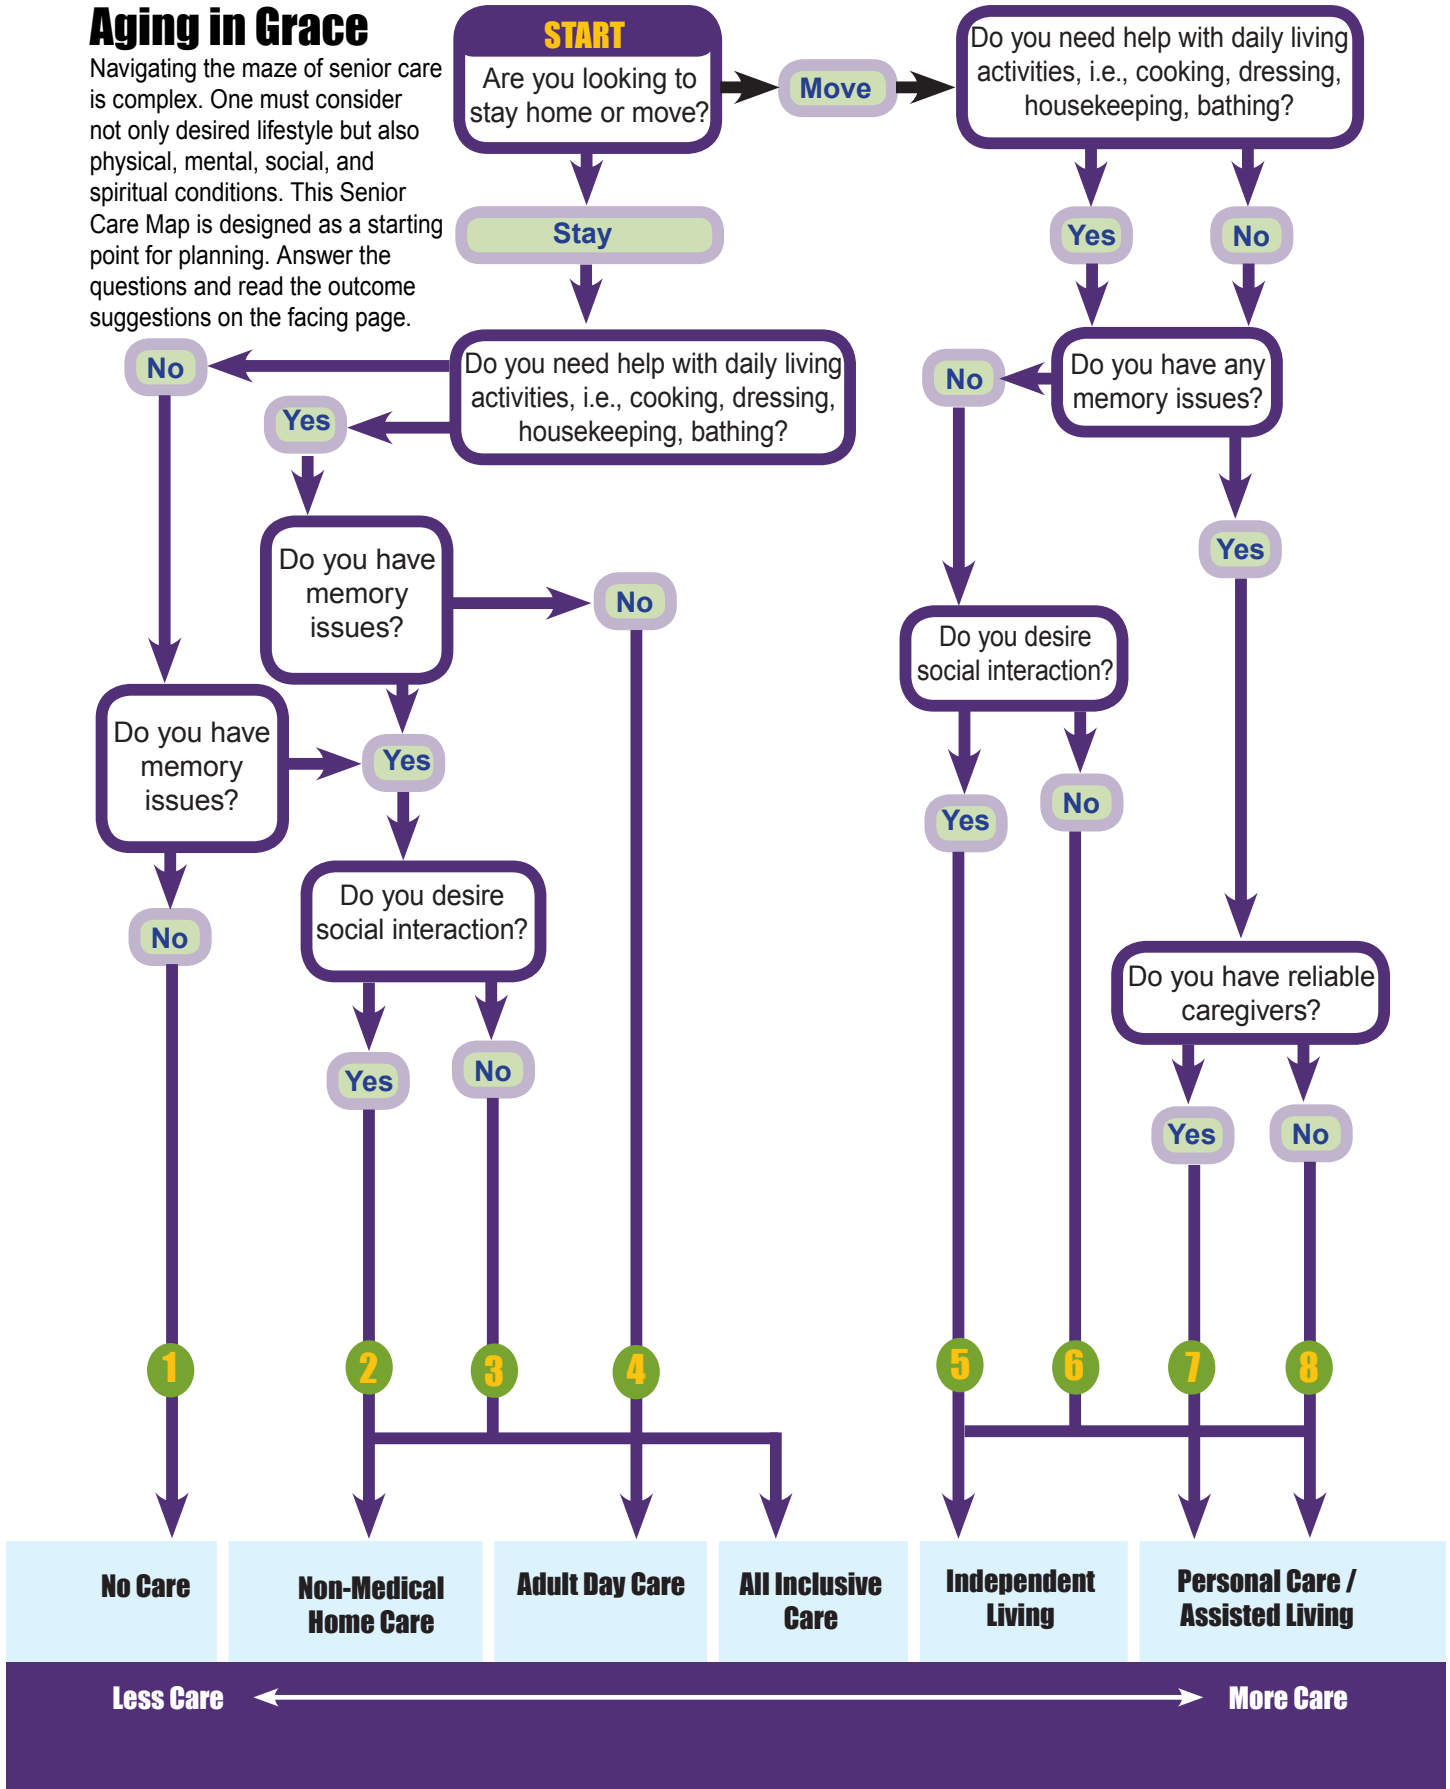 Aging in Grace
Navigating the maze of senior care
is complex. One must consider
not only desired lifestyle but also
physical, mental, social, and
spiritual conditions. This Senior
Care Map is designed as a starting
point for planning. Answer the
questions and read the outcome
suggestions on the facing page.
START
Are you looking to
stay home or move?
Move
Do you need help with daily living
activities, i.e., cooking, dressing,
housekeeping, bathing?
Stay
Yes
No
Do you need help with daily living
activities, i.e., cooking, dressing,
housekeeping, bathing?
No
Yes
Do you have any
memory issues?
No
Yes
Do you have
memory
issues?
No
Do you have
memory
issues?
Yes
No
Do you desire
social interaction?
Yes
No
Do you desire
social interaction?
Yes
No
Do you have reliable
caregivers?
Yes
No
1
2
3
4
5
6
7
8
No Care
Non-Medical
Home Care
Adult Day Care
All Inclusive
Care
Independent
Living
Personal Care /
Assisted Living
Less Care
More Care